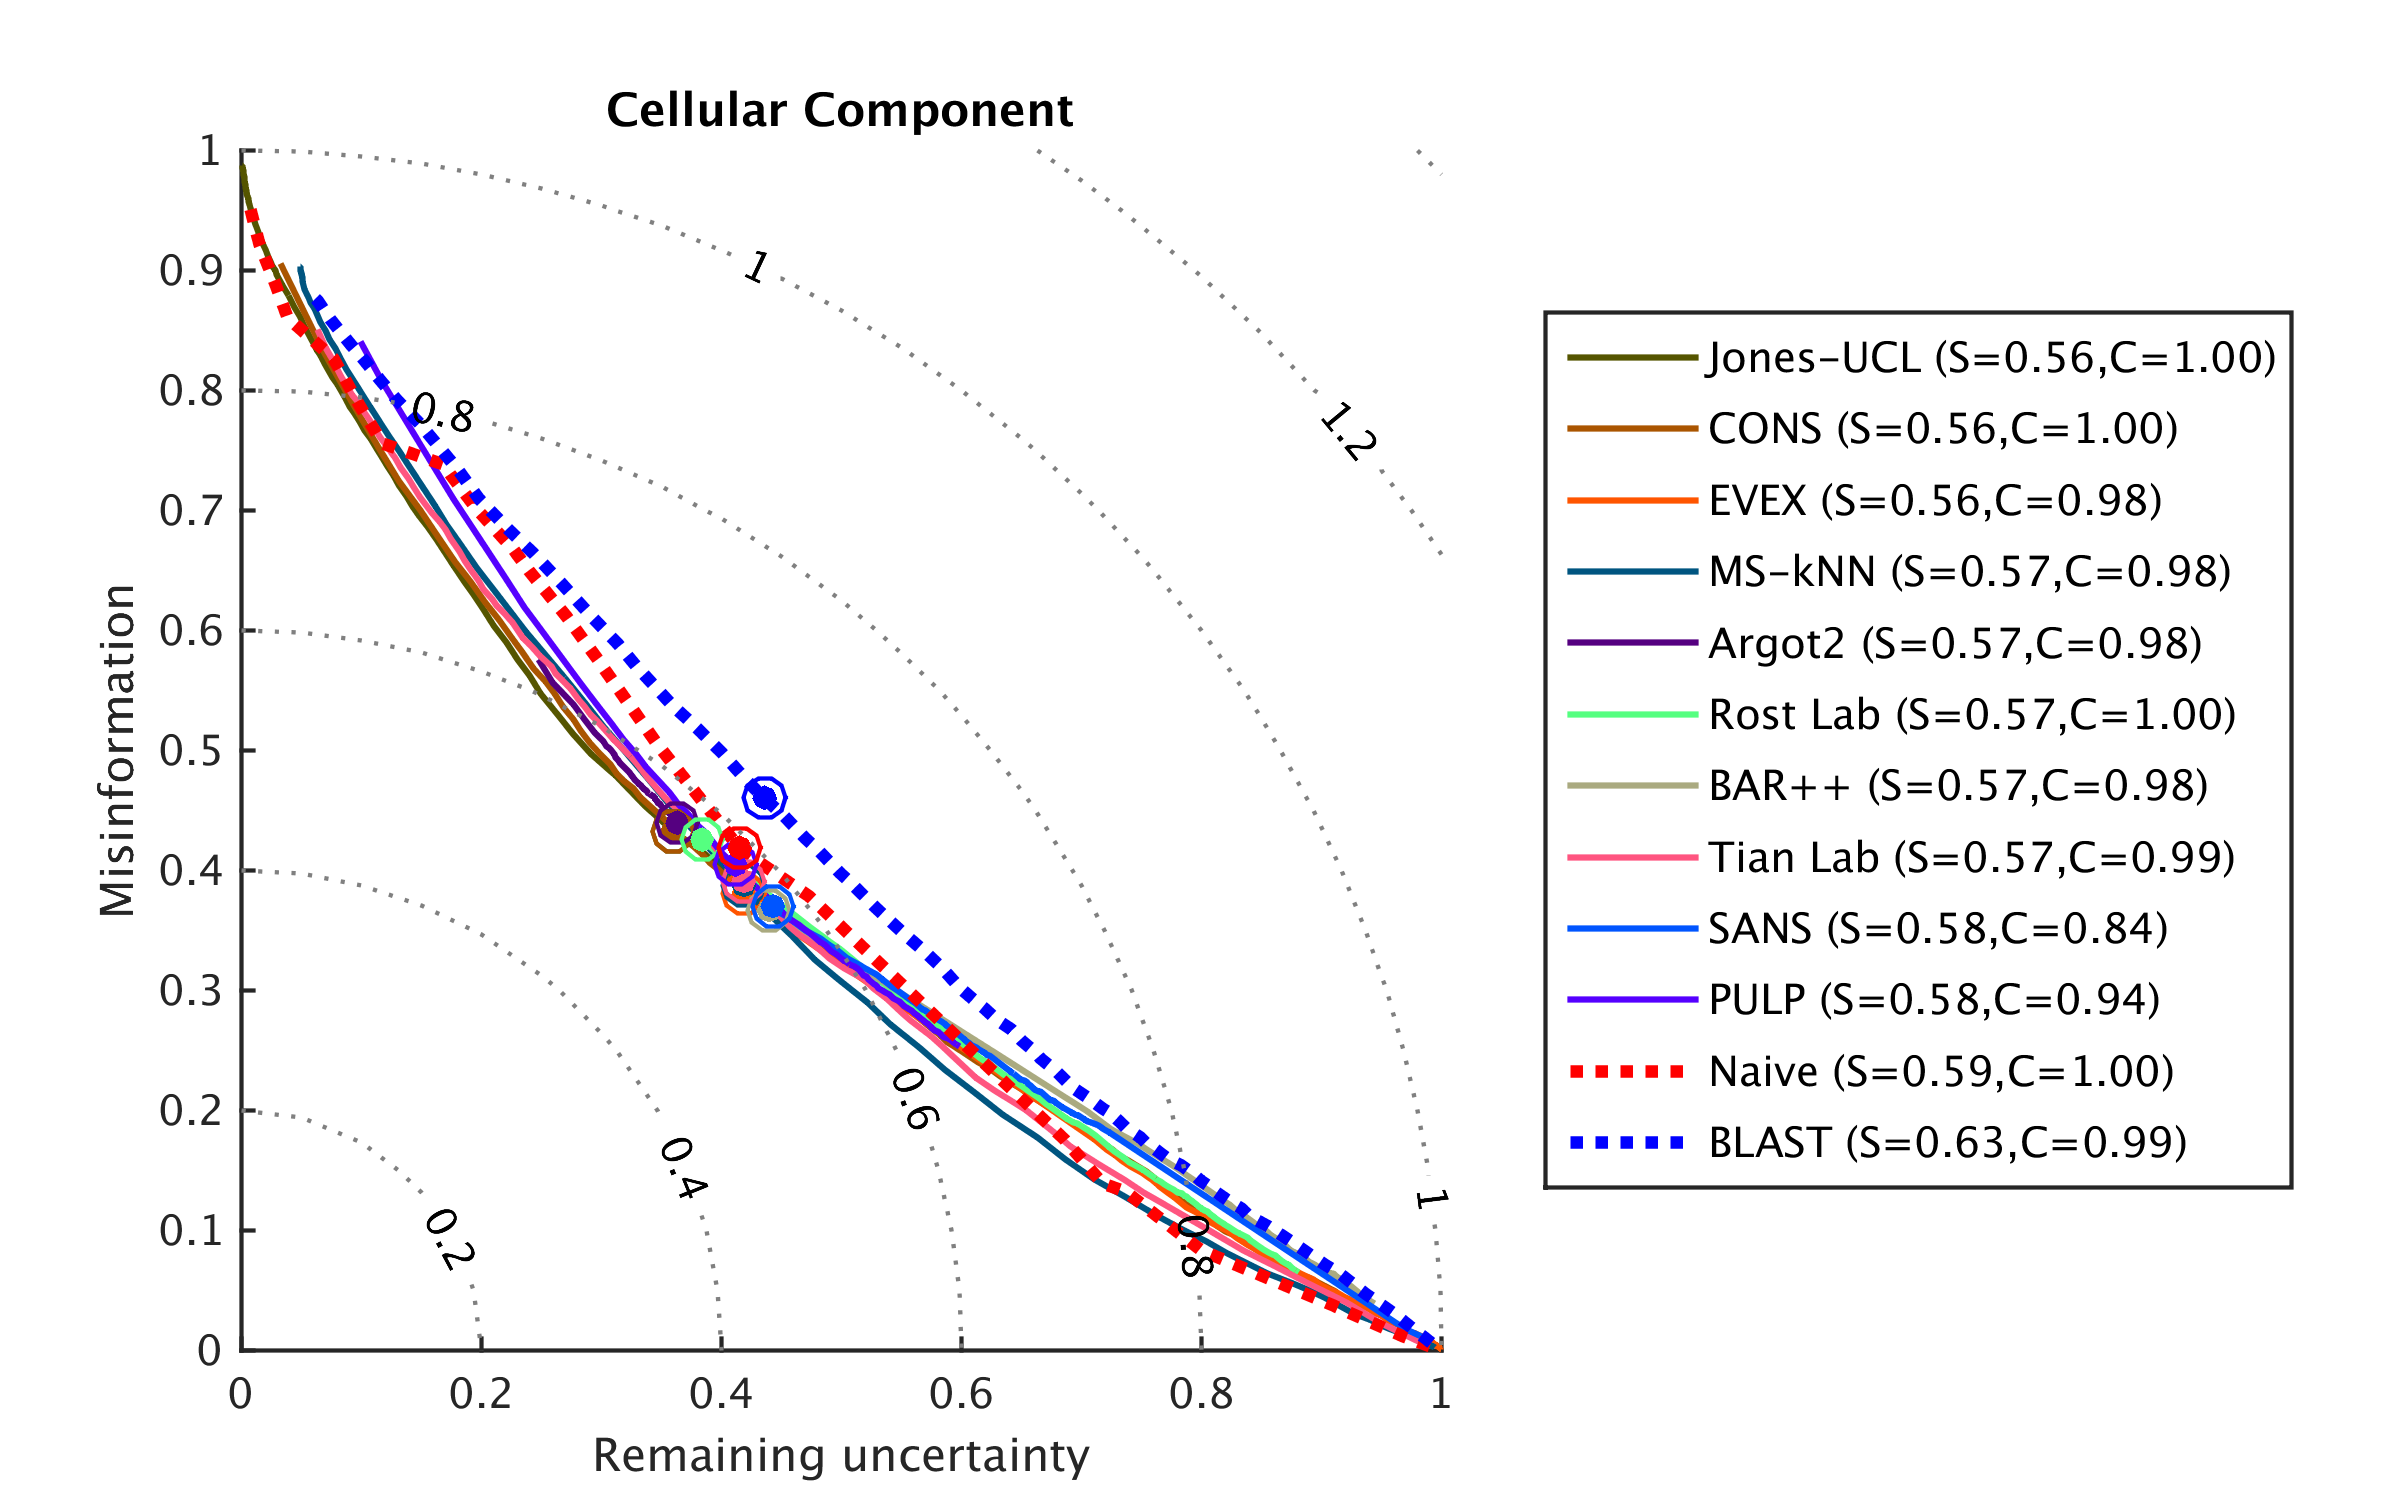 Cellular Component
1
0.9
0.8
0.7
0.6
0.5
0.4
0.3
0.2
0.1
0
Misinformation
0 0.2 0.4 0.6 0.8 1
Remaining uncertainty
1
0.8
1.2
0.6
0.4
0.2
0.8
1
Jones-UCL (S=0.56,C=1.00)
CONS (S=0.56,C=1.00)
EVEX (S=0.56,C=0.98)
MS-kNN (S=0.57,C=0.98)
Argot2 (S=0.57,C=0.98)
Rost Lab (S=0.57,C=1.00)
BAR++ (S=0.57,C=0.98)
Tian Lab (S=0.57,C=0.99)
SANS (S=0.58,C=0.84)
PULP (S=0.58,C=0.94)
Naive (S=0.59,C=1.00)
BLAST (S=0.63,C=0.99)